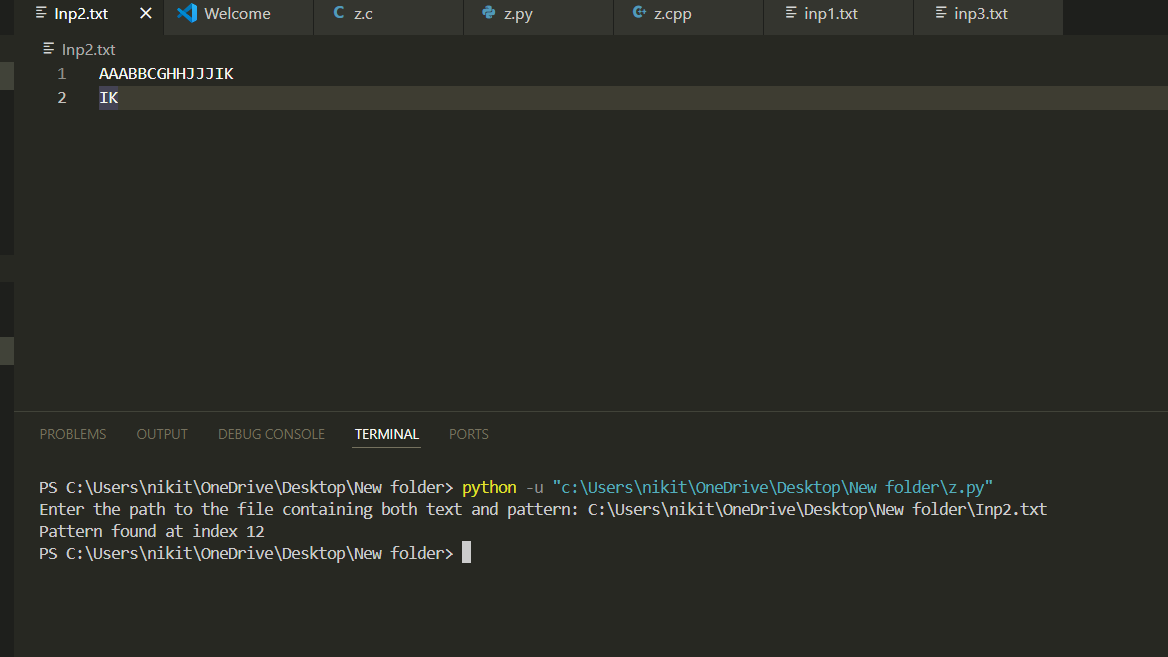 Inp2.txt Welcome C z.c z.py z.cpp inp1.txt inp3.txt
Inp2.txt
1 AAABBCGHHJJJIK
2 IK
PROBLEMS OUTPUT DEBUG CONSOLE TERMINAL PORTS
PS C:\Users\nikit\OneDrive\Desktop\New folder> python -u "c:\Users\nikit\OneDrive\Desktop\New folder\z.py"
Enter the path to the file containing both text and pattern: C:\Users\nikit\OneDrive\Desktop\New folder\Inp2.txt
Pattern found at index 12
PS C:\Users\nikit\OneDrive\Desktop\New folder>